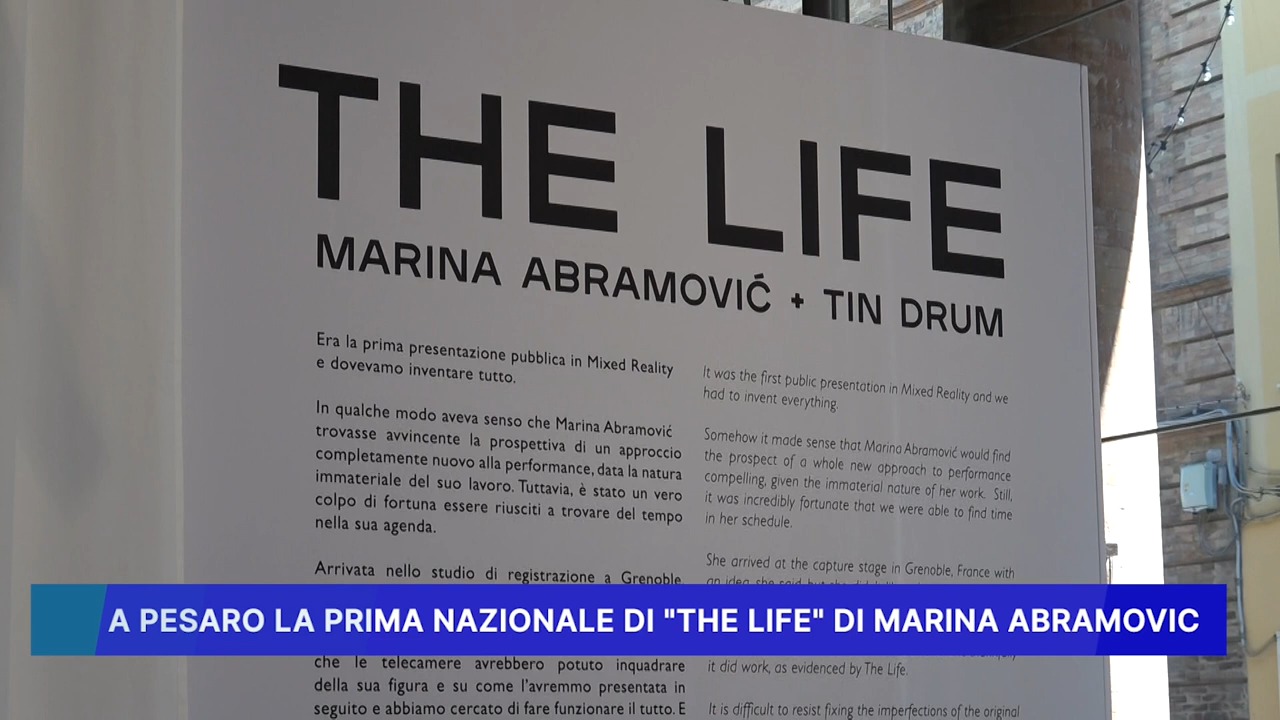 THE LIFE
MARINA ABRAMOVIĆ + TIN DRUM
Era la prima presentazione pubblica in Mixed Reality
e dovevamo inventare tutto.
In qualche modo aveva senso che Marina Abramović
trovasse avvincente la prospettiva di un approccio
completamente nuovo alla performance, data la natura
immateriale del suo lavoro. Tuttavia, è stato un vero
colpo di fortuna essere riusciti a trovare del tempo
nella sua agenda.
Arrivata nello studio di registrazione a Grenoble,
che le telecamere avrebbero potuto inquadrare
della sua figura e su come l'avremmo presentata in
seguito e abbiamo cercato di fare funzionare il tutto. E
It was the first public presentation in Mixed Reality and we
had to invent everything.
Somehow it made sense that Marina Abramović would find
the prospect of a whole new approach to performance
compelling, given the immaterial nature of her work. Still,
it was incredibly fortunate that we were able to find time
in her schedule.
She arrived at the capture stage in Grenoble, France with
an idea, she said, but
it did work, as evidenced by The Life.
It is difficult to resist fixing the imperfections of the original
A PESARO LA PRIMA NAZIONALE DI "THE LIFE" DI MARINA ABRAMOVIC